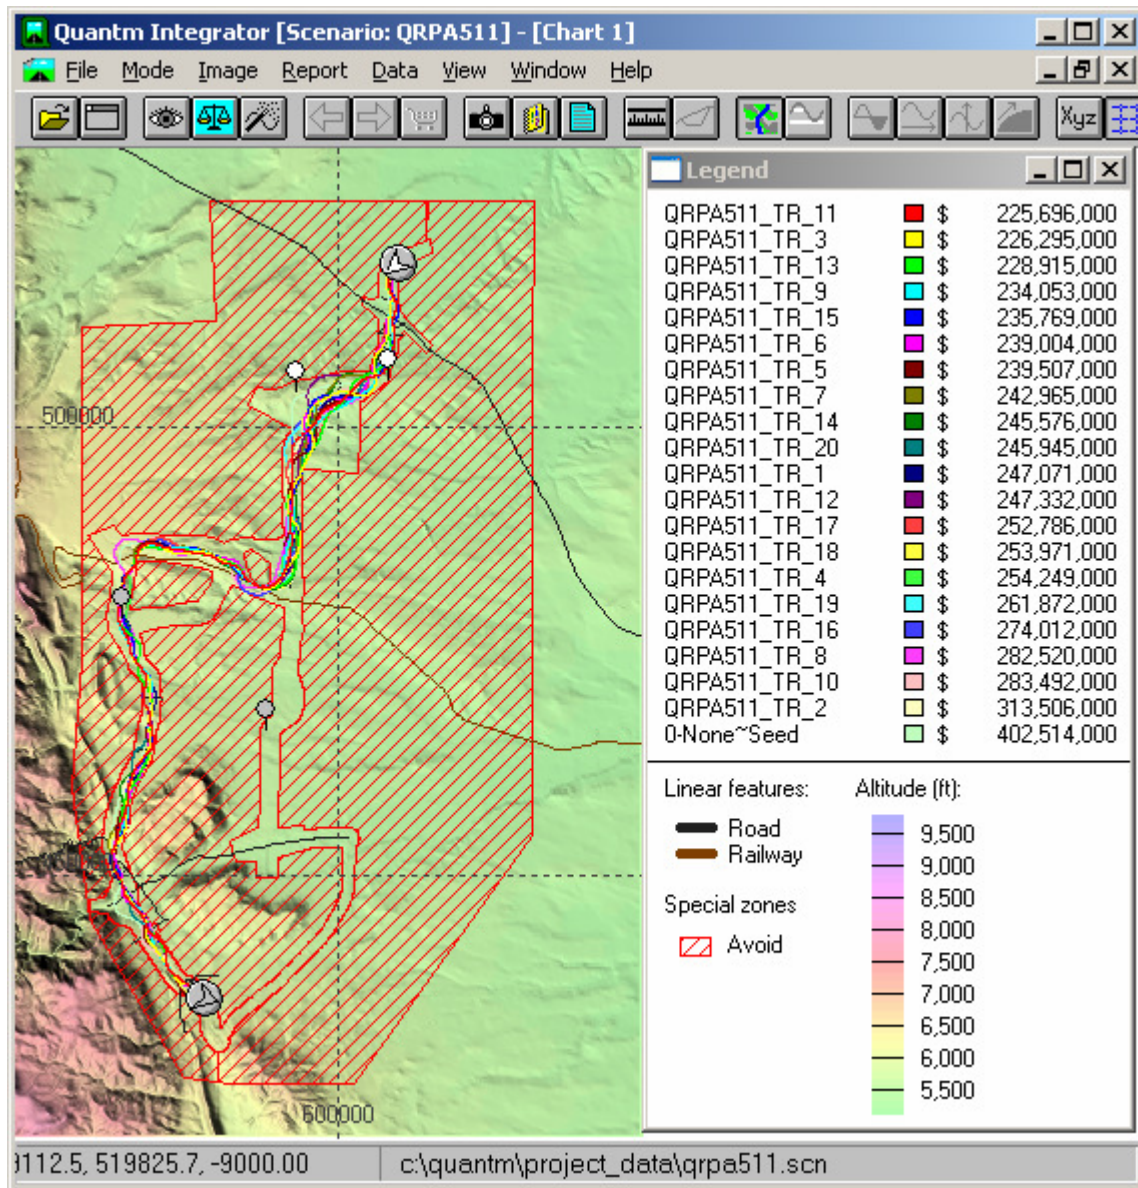 Quantm Integrator [Scenario: QRPA511] - [Chart 1]
File Mode Image Report Data View Window Help
Xyz
500000
600000
Legend
QRPA511_TR_11 $ 225,696,000
QRPA511_TR_3 $ 226,295,000
QRPA511_TR_13 $ 228,915,000
QRPA511_TR_9 $ 234,053,000
QRPA511_TR_15 $ 235,769,000
QRPA511_TR_6 $ 239,004,000
QRPA511_TR_5 $ 239,507,000
QRPA511_TR_7 $ 242,965,000
QRPA511_TR_14 $ 245,576,000
QRPA511_TR_20 $ 245,945,000
QRPA511_TR_1 $ 247,071,000
QRPA511_TR_12 $ 247,332,000
QRPA511_TR_17 $ 252,786,000
QRPA511_TR_18 $ 253,971,000
QRPA511_TR_4 $ 254,249,000
QRPA511_TR_19 $ 261,872,000
QRPA511_TR_16 $ 274,012,000
QRPA511_TR_8 $ 282,520,000
QRPA511_TR_10 $ 283,492,000
QRPA511_TR_2 $ 313,506,000
0-None~Seed $ 402,514,000
Linear features:
Road
Railway
Special zones
Avoid
Altitude (ft):
9,500
9,000
8,500
8,000
7,500
7,000
6,500
6,000
5,500
9112.5, 519825.7, -9000.00
c:\quantm\project_data\qrpa511.scn